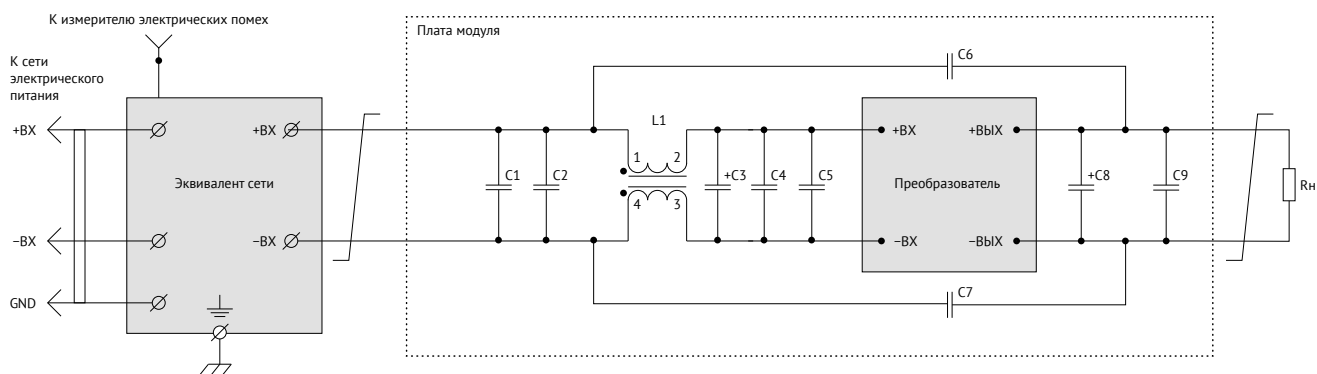 К измерителю электрических помех
К сети
электрического
питания
Плата модуля
C6
+ВХ
+ВХ
L1
+ВХ
+ВЫХ
1
2
Эквивалент сети
C1
C2
+C3
C4
C5
Преобразователь
+C8
C9
Rн
4
3
−ВХ
−ВХ
−ВХ
−ВЫХ
GND
C7